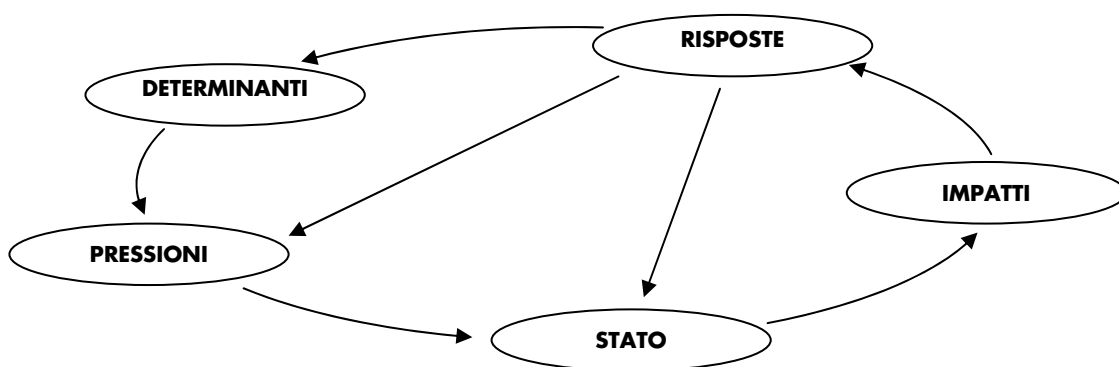 RISPOSTE
DETERMINANTI
IMPATTI
PRESSIONI
STATO